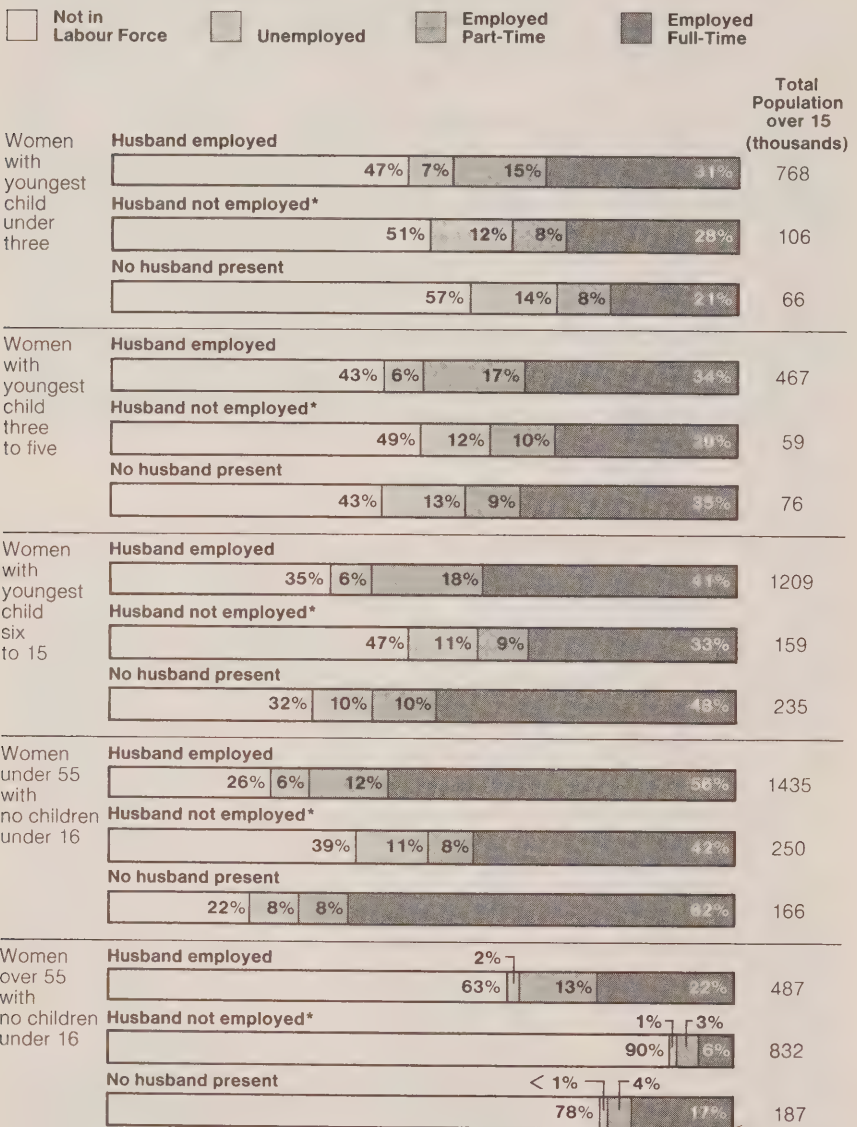 Not in
Labour Force
Unemployed
Employed
Part-Time
Employed
Full-Time
Total
Population
over 15
(thousands)
Women
with
youngest
child
under
three
Husband employed
47% 7% 15% 31% 768
Husband not employed*
51% 12% 8% 28% 106
No husband present
57% 14% 8% 21% 66
Women
with
youngest
child
three
to five
Husband employed
43% 6% 17% 34% 467
Husband not employed*
49% 12% 10% 59
No husband present
43% 13% 9% 35% 76
Women
with
youngest
child
six
to 15
Husband employed
35% 6% 18% 41% 1209
Husband not employed*
47% 11% 9% 33% 159
No husband present
32% 10% 10% 48% 235
Women
under 55
with
no children
under 16
Husband employed
26% 6% 12% 56% 1435
Husband not employed*
39% 11% 8% 42% 250
No husband present
22% 8% 8% 62% 166
Women
over 55
with
no children
under 16
Husband employed
2%
63% 13% 22% 487
Husband not employed*
1% 3%
90% 6% 832
No husband present
< 1% 4%
78% 17% 187